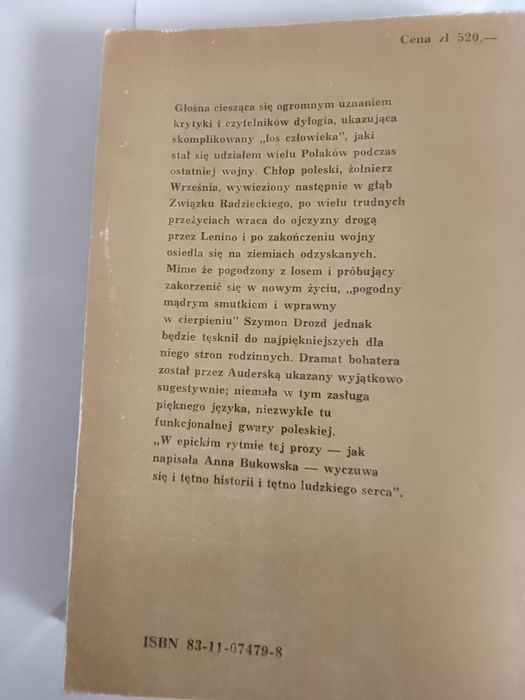 Cena zł 520,—
Głośna ciesząca się ogromnym uznaniem
krytyki i czytelników dylogia, ukazująca
skomplikowany „los człowieka”, jaki
stał się udziałem wielu Polaków podczas
ostatniej wojny. Chłop poleski, żołnierz
Września, wywieziony następnie w głąb
Związku Radzieckiego, po wielu trudnych
przeżyciach wraca do ojczyzny drogą
przez Lenino i po zakończeniu wojny
osiedla się na ziemiach odzyskanych.
Mimo że pogodzony z losem i próbujący
zakorzenić się w nowym życiu, „pogodny
mądrym smutkiem i wprawny
w cierpieniu” Szymon Drozd jednak
będzie tęsknił do najpiękniejszych dla
niego stron rodzinnych. Dramat bohatera
został przez Auderską ukazany wyjątkowo
sugestywnie; niemała w tym zasługa
pięknego języka, niezwykle tu
funkcjonalnej gwary poleskiej.
„W epickim rytmie tej prozy — jak
napisała Anna Bukowska — wyczuwa
się i tętno historii i tętno ludzkiego serca”.
ISBN 83-11-07479-8